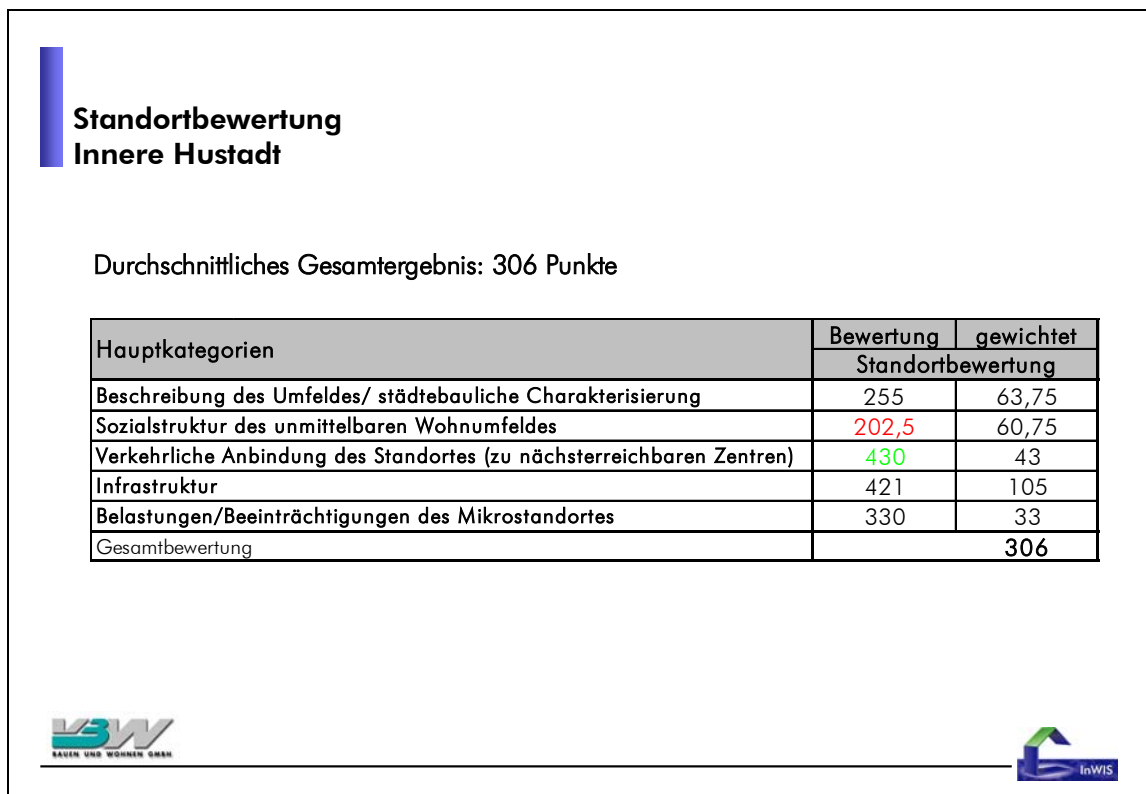 Standortbewertung
Innere Hustadt
Durchschnittliches Gesamtergebnis: 306 Punkte
Hauptkategorien Bewertung gewichtet
Standortbewertung
Beschreibung des Umfeldes/ städtebauliche Charakterisierung 255 63,75
Sozialstruktur des unmittelbaren Wohnumfeldes 202,5 60,75
Verkehrliche Anbindung des Standortes (zu nächsterreichbaren Zentren) 430 43
Infrastruktur 421 105
Belastungen/Beeinträchtigungen des Mikrostandortes 330 33
Gesamtbewertung 306
VBW
BAUEN UND WOHNEN GMBH
InWIS